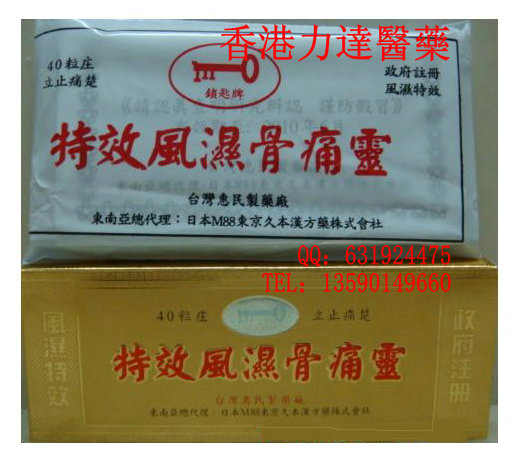 香港力達醫藥
40粒庄
立止痛楚
鎖匙牌
政府註冊
風濕特效
特效風濕骨痛靈
台灣惠民製藥廠
東南亞總代理：日本M88東京久本漢方藥株式會社
QQ：631924475
TEL：13590149660
40粒庄
立止痛楚
風濕特效
政府注册
特效風濕骨痛靈
台灣惠民製藥廠
東南亞總代理：日本M88東京久本漢方藥株式會社